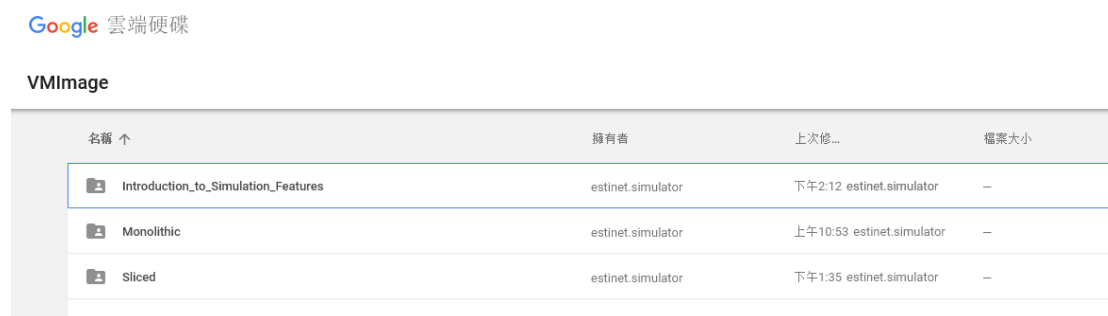 Google 雲端硬碟
VMImage
名稱 ↑ 擁有者 上次修... 檔案大小
Introduction_to_Simulation_Features estinet.simulator 下午2:12 estinet.simulator —
Monolithic estinet.simulator 上午10:53 estinet.simulator —
Sliced estinet.simulator 下午1:35 estinet.simulator —